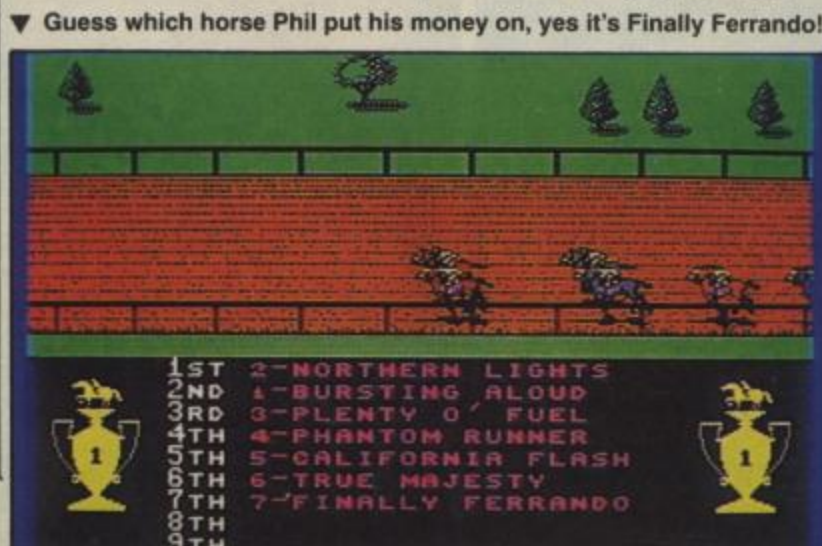 ▼ Guess which horse Phil put his money on, yes it's Finally Ferrando!
1ST 2-NORTHERN LIGHTS
2ND 1-BURSTING ALOUD
3RD 3-PLENTY O' FUEL
4TH 4-PHANTOM RUNNER
5TH 5-CALIFORNIA FLASH
6TH 6-TRUE MAJESTY
7TH 7-FINALLY FERRANDO
8TH
9TH
1
1